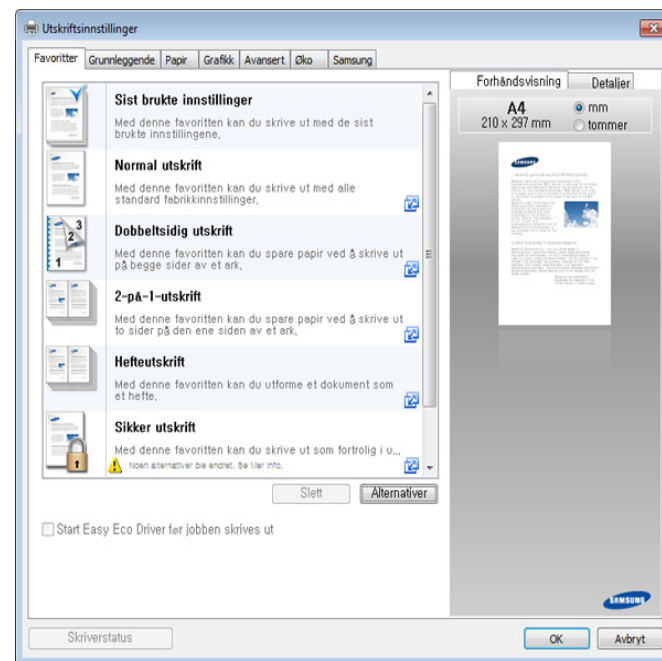 Utskriftsinnstillinger
Favoritter Grunnleggende Papir Grafikk Avansert Øko Samsung
Sist brukte innstillinger
Med denne favoritten kan du skrive ut med de sist
brukte innstillingene,
Normal utskrift
Med denne favoritten kan du skrive ut med alle
standard fabrikkinnstillinger,
Dobbeltsidig utskrift
Med denne favoritten kan du spare papir ved å skrive ut
på begge sider av et ark,
2-på-1-utskrift
Med denne favoritten kan du spare papir ved å skrive ut
to sider på den ene siden av et ark,
Hefteutskrift
Med denne favoritten kan du utforme et dokument som
et hefte,
Sikker utskrift
Med denne favoritten kan du skrive ut som fortrolig i u...
Noen alternativer ble endret. Se Mer info.
Slett Alternativer
Start Easy Eco Driver før jobben skrives ut
Forhåndsvisning Detaljer
A4
210 x 297 mm
mm
tommer
SAMSUNG
Skriverstatus
OK Avbryt